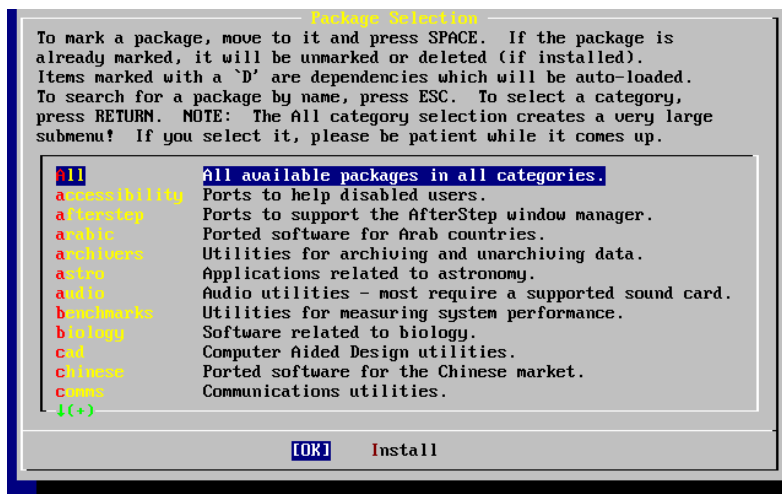 Package Selection
To mark a package, move to it and press SPACE.  If the package is
already marked, it will be unmarked or deleted (if installed).
Items marked with a `D' are dependencies which will be auto-loaded.
To search for a package by name, press ESC.  To select a category,
press RETURN.  NOTE:  The All category selection creates a very large
submenu!  If you select it, please be patient while it comes up.
All All available packages in all categories.
accessibility Ports to help disabled users.
afterstep Ports to support the AfterStep window manager.
arabic Ported software for Arab countries.
archivers Utilities for archiving and unarchiving data.
astro Applications related to astronomy.
audio Audio utilities - most require a supported sound card.
benchmarks Utilities for measuring system performance.
biology Software related to biology.
cad Computer Aided Design utilities.
chinese Ported software for the Chinese market.
comms Communications utilities.
↓(+)
[OK] Install